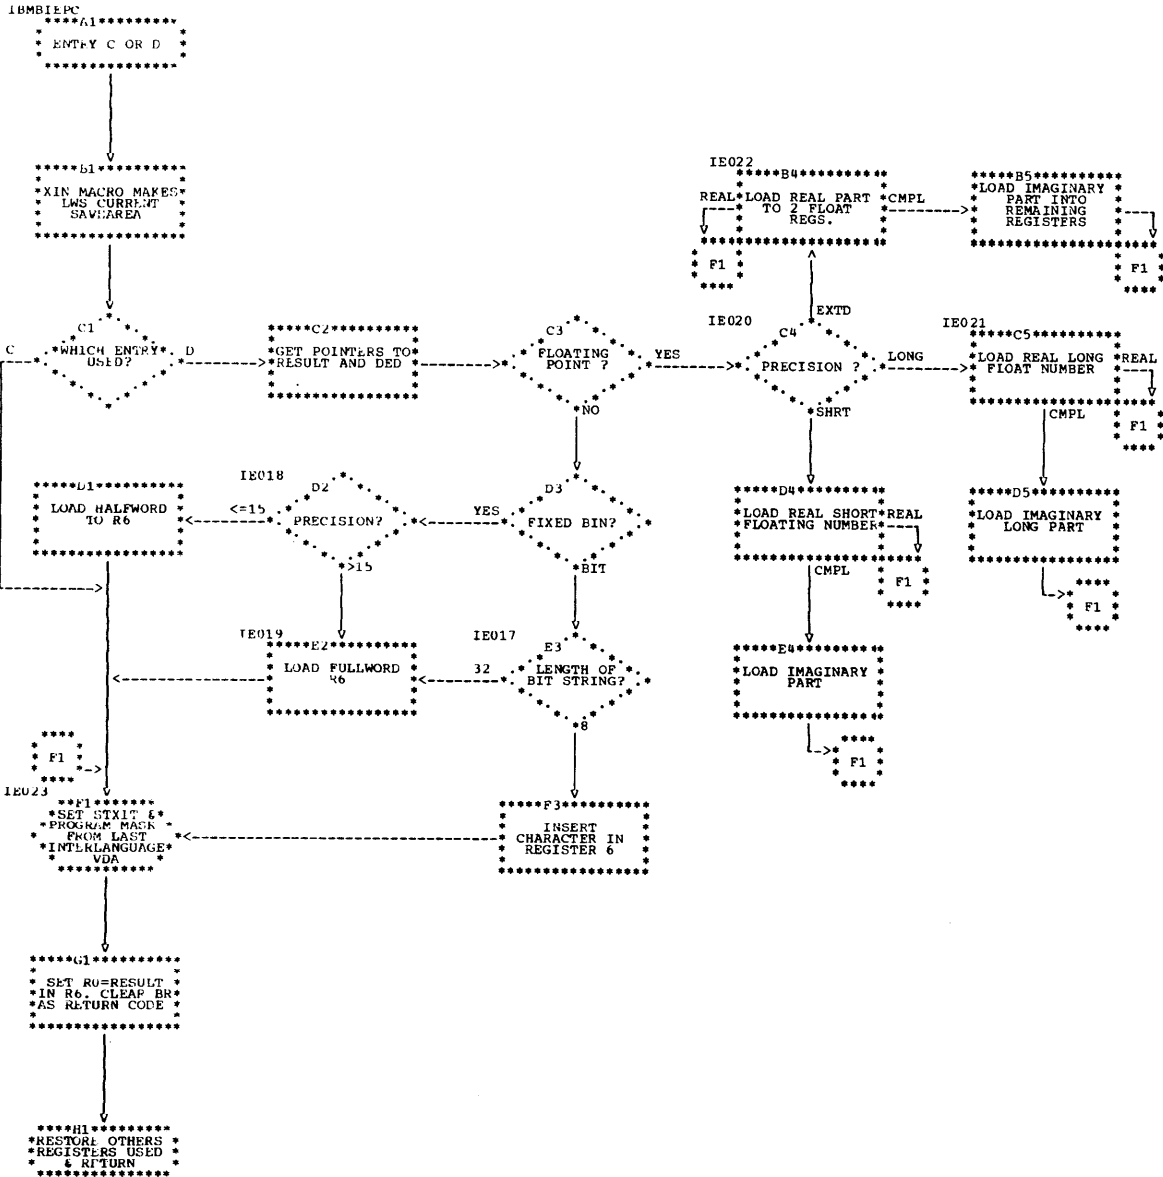 IBMBIEPC
A1
ENTRY C OR D
B1
XIN MACRO MAKES
LWS CURRENT
SAVEAREA
C1
WHICH ENTRY
USED?
C
D
C2
GET POINTERS TO
RESULT AND DED
C3
FLOATING
POINT ?
YES
NO
IE020
C4
PRECISION ?
EXTD
LONG
SHRT
IE022
B4
LOAD REAL PART
TO 2 FLOAT
REGS.
REAL
F1
CMPL
B5
LOAD IMAGINARY
PART INTO
REMAINING
REGISTERS
F1
IE021
C5
LOAD REAL LONG
FLOAT NUMBER
REAL
F1
CMPL
D1
LOAD HALFWORD
TO R6
<=15
IE018
D2
PRECISION?
>15
YES
D3
FIXED BIN?
BIT
D4
LOAD REAL SHORT
FLOATING NUMBER
REAL
F1
CMPL
D5
LOAD IMAGINARY
LONG PART
F1
IE019
E2
LOAD FULLWORD
R6
32
IE017
E3
LENGTH OF
BIT STRING?
8
E4
LOAD IMAGINARY
PART
F1
F1
IE023
F1
SET STXIT &
PROGRAM MASK
FROM LAST
INTERLANGUAGE
VDA
F3
INSERT
CHARACTER IN
REGISTER 6
G1
SET R0=RESULT
IN R6. CLEAR BR
AS RETURN CODE
H1
RESTORE OTHERS
REGISTERS USED
& RETURN